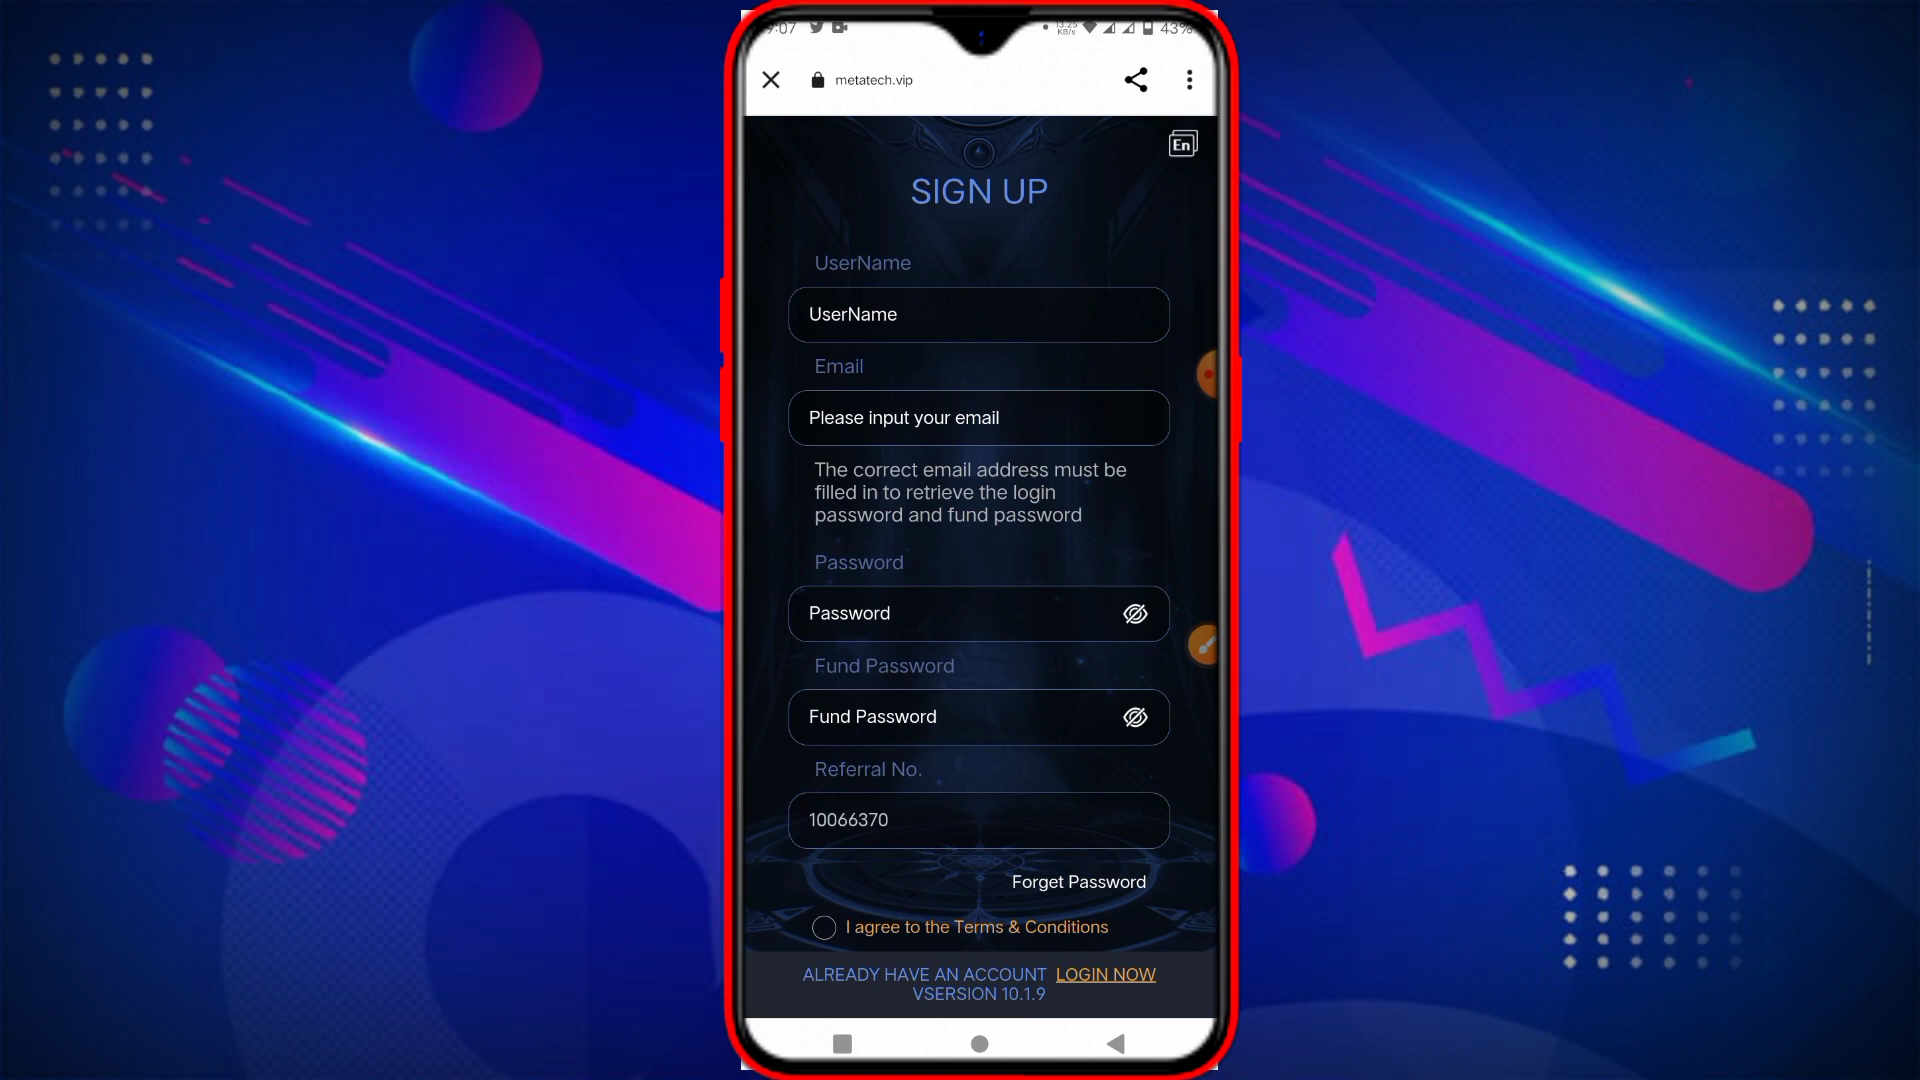 9:07 13.25 KB/s 43%
metatech.vip
En
SIGN UP
UserName
UserName
Email
Please input your email
The correct email address must be
filled in to retrieve the login
password and fund password
Password
Password
Fund Password
Fund Password
Referral No.
10066370
Forget Password
I agree to the Terms & Conditions
ALREADY HAVE AN ACCOUNT LOGIN NOW
VSERSION 10.1.9